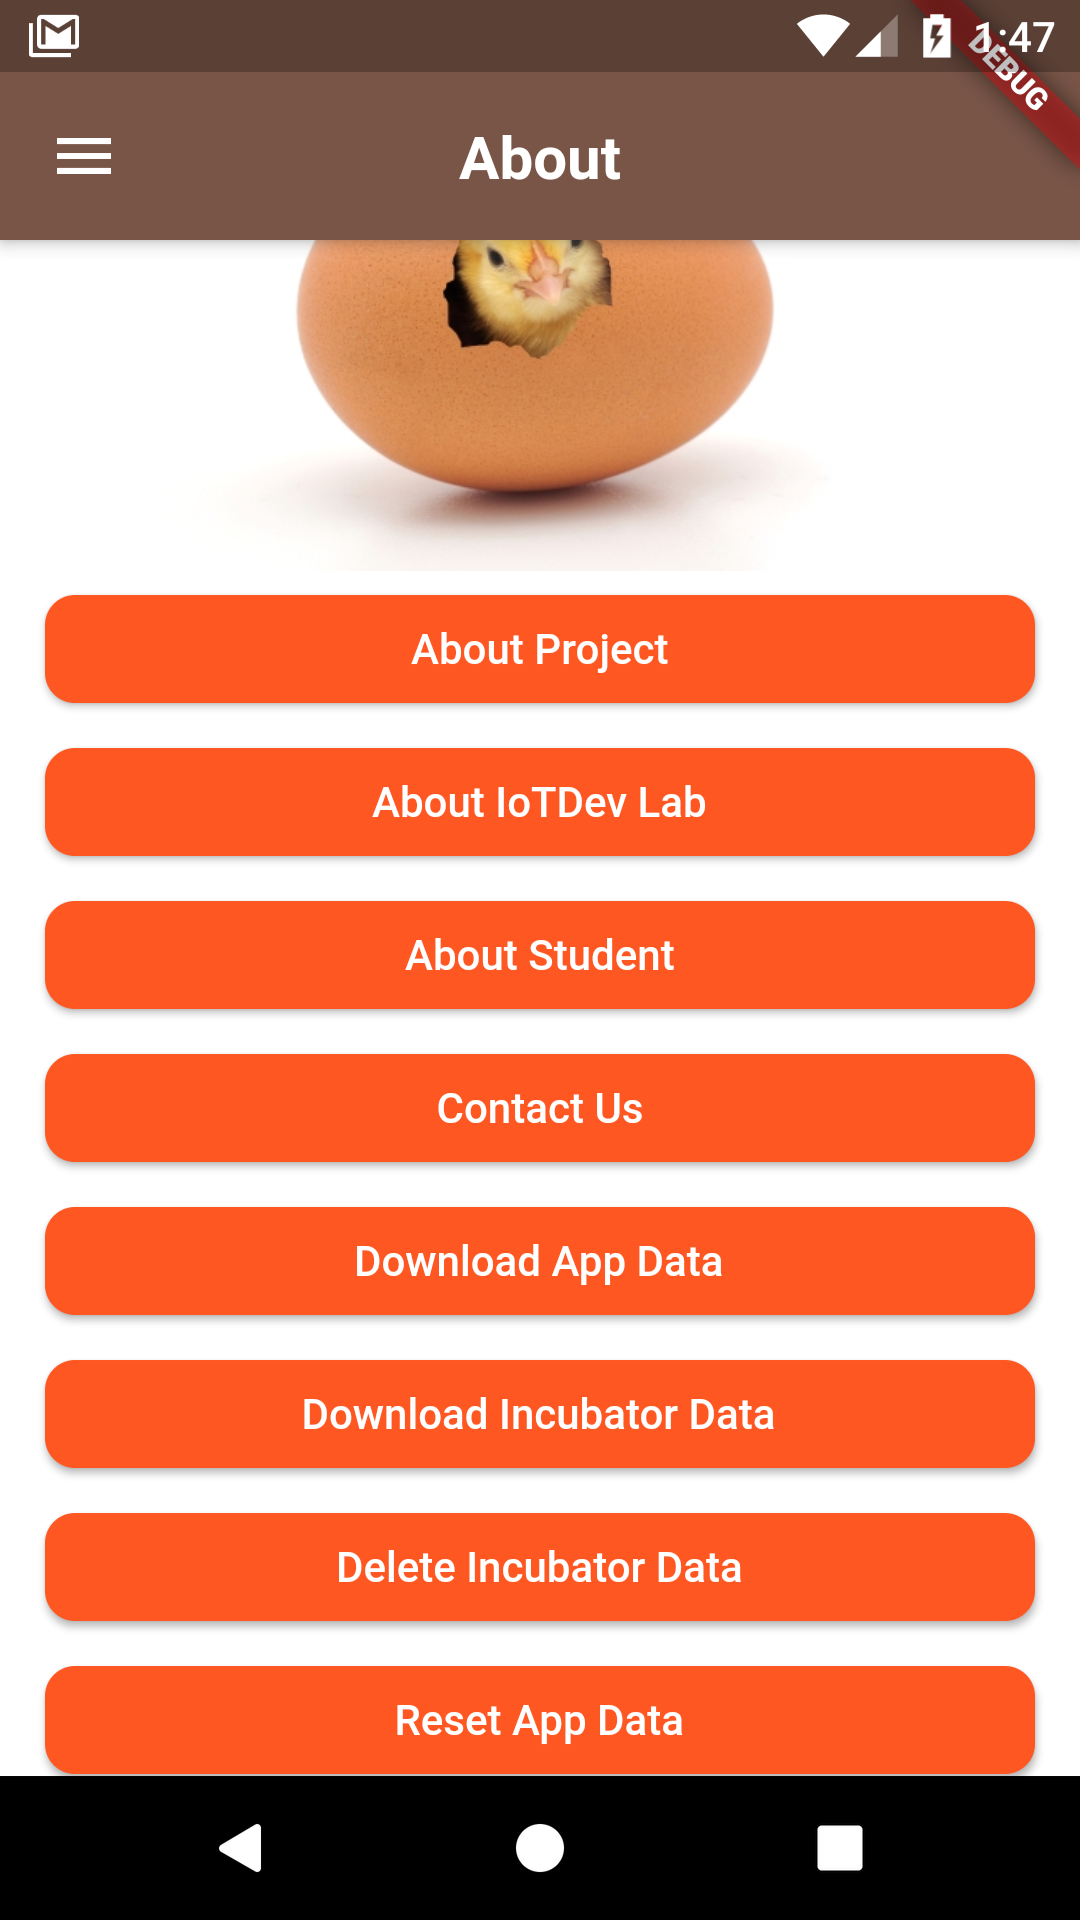 1:47
DEBUG
About
About Project
About IoTDev Lab
About Student
Contact Us
Download App Data
Download Incubator Data
Delete Incubator Data
Reset App Data